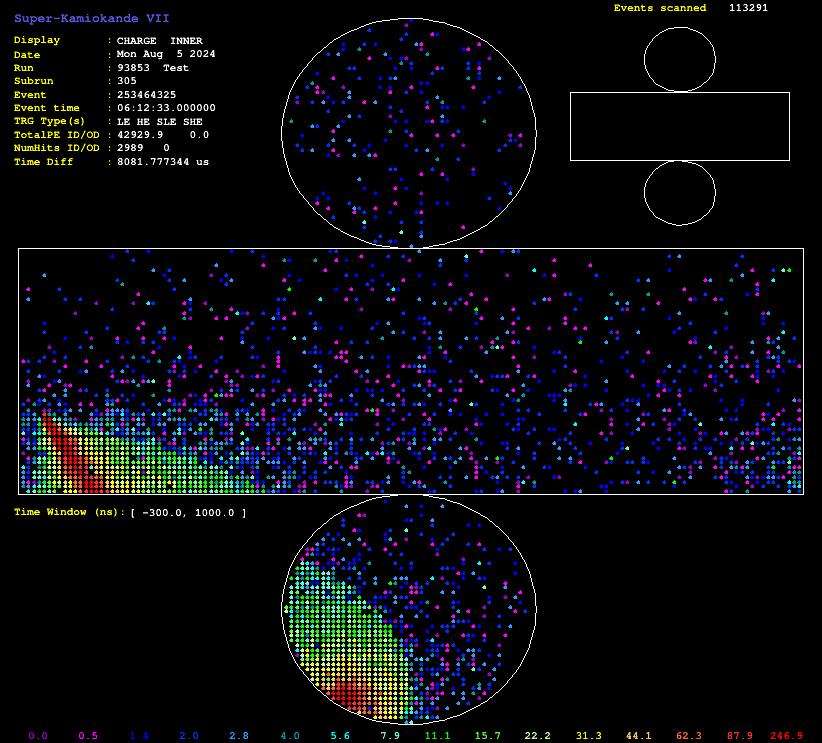 Super-Kamiokande VII
Events scanned 113291
Display : CHARGE INNER
Date : Mon Aug 5 2024
Run : 93853 Test
Subrun : 305
Event : 253464325
Event time : 06:12:33.000000
TRG Type(s) : LE HE SLE SHE
TotalPE ID/OD : 42929.9 0.0
NumHits ID/OD : 2989 0
Time Diff : 8081.777344 us
Time Window (ns): [ -300.0, 1000.0 ]
0.0 0.5 1.4 2.0 2.8 4.0 5.6 7.9 11.1 15.7 22.2 31.3 44.1 62.3 87.9 246.9